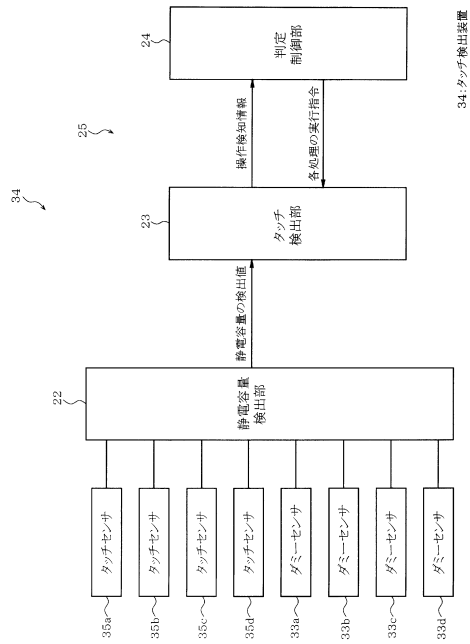 34
25
24
判定
制御部
操作検知情報
各処理の実行指令
23
タッチ
検出部
静電容量の検出値
22
静電容量
検出部
35a
タッチセンサ
35b
タッチセンサ
35c
タッチセンサ
35d
タッチセンサ
33a
ダミーセンサ
33b
ダミーセンサ
33c
ダミーセンサ
33d
ダミーセンサ
34:タッチ検出装置